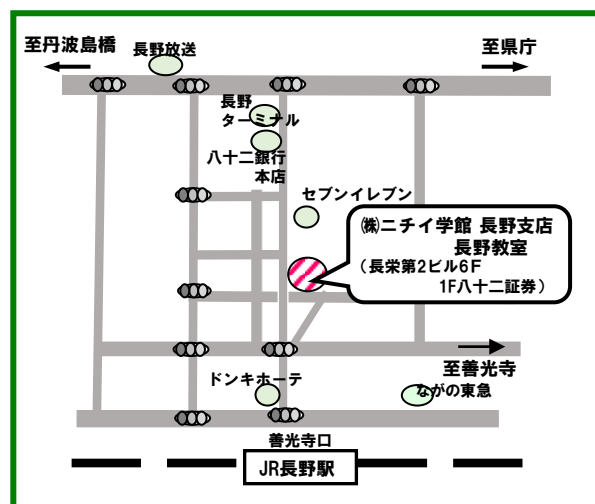 至丹波島橋
長野放送
至県庁
長野
ターミナル
八十二銀行
本店
セブンイレブン
㈱ニチイ学館 長野支店
長野教室
（長栄第2ビル6F
1F八十二証券）
至善光寺
ドンキホーテ
ながの東急
善光寺口
JR長野駅